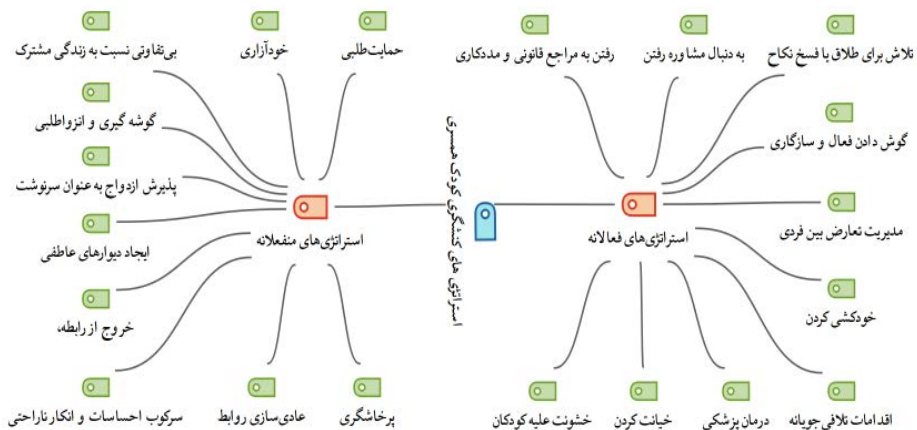 تلاش برای طلاق یا فسخ نکاح
به دنبال مشاوره رفتن
رفتن به مراجع قانونی و مددکاری
حمایت‌طلبی
خودآزاری
بی‌تفاوتی نسبت به زندگی مشترک
گوش دادن فعال و سازگاری
گوشه گیری و انزواطلبی
پذیرش ازدواج به عنوان سرنوشت
مدیریت تعارض بین فردی
استراتژی‌های فعالانه
استراتژی های کنشگری کودک همسری
استراتژی‌های منفعلانه
ایجاد دیوارهای عاطفی
خودکشی کردن
خروج از رابطه،
اقدامات تلافی‌جویانه
درمان پزشکی
خیانت کردن
خشونت علیه کودکان
پرخاشگری
عادی‌سازی روابط
سرکوب احساسات و انکار ناراحتی